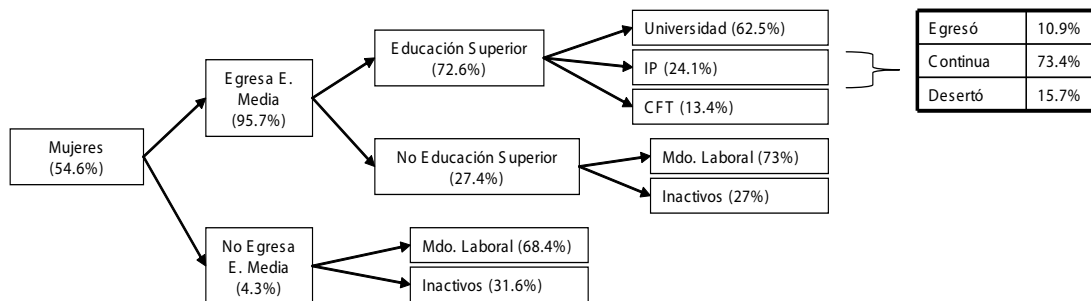 Mujeres
(54.6%)
Egresa E.
Media
(95.7%)
No Egresa
E. Media
(4.3%)
Educación Superior
(72.6%)
No Educación Superior
(27.4%)
Mdo. Laboral (68.4%)
Inactivos (31.6%)
Universidad (62.5%)
IP (24.1%)
CFT (13.4%)
Mdo. Laboral (73%)
Inactivos (27%)
Egresó 10.9%
Continua 73.4%
Desertó 15.7%